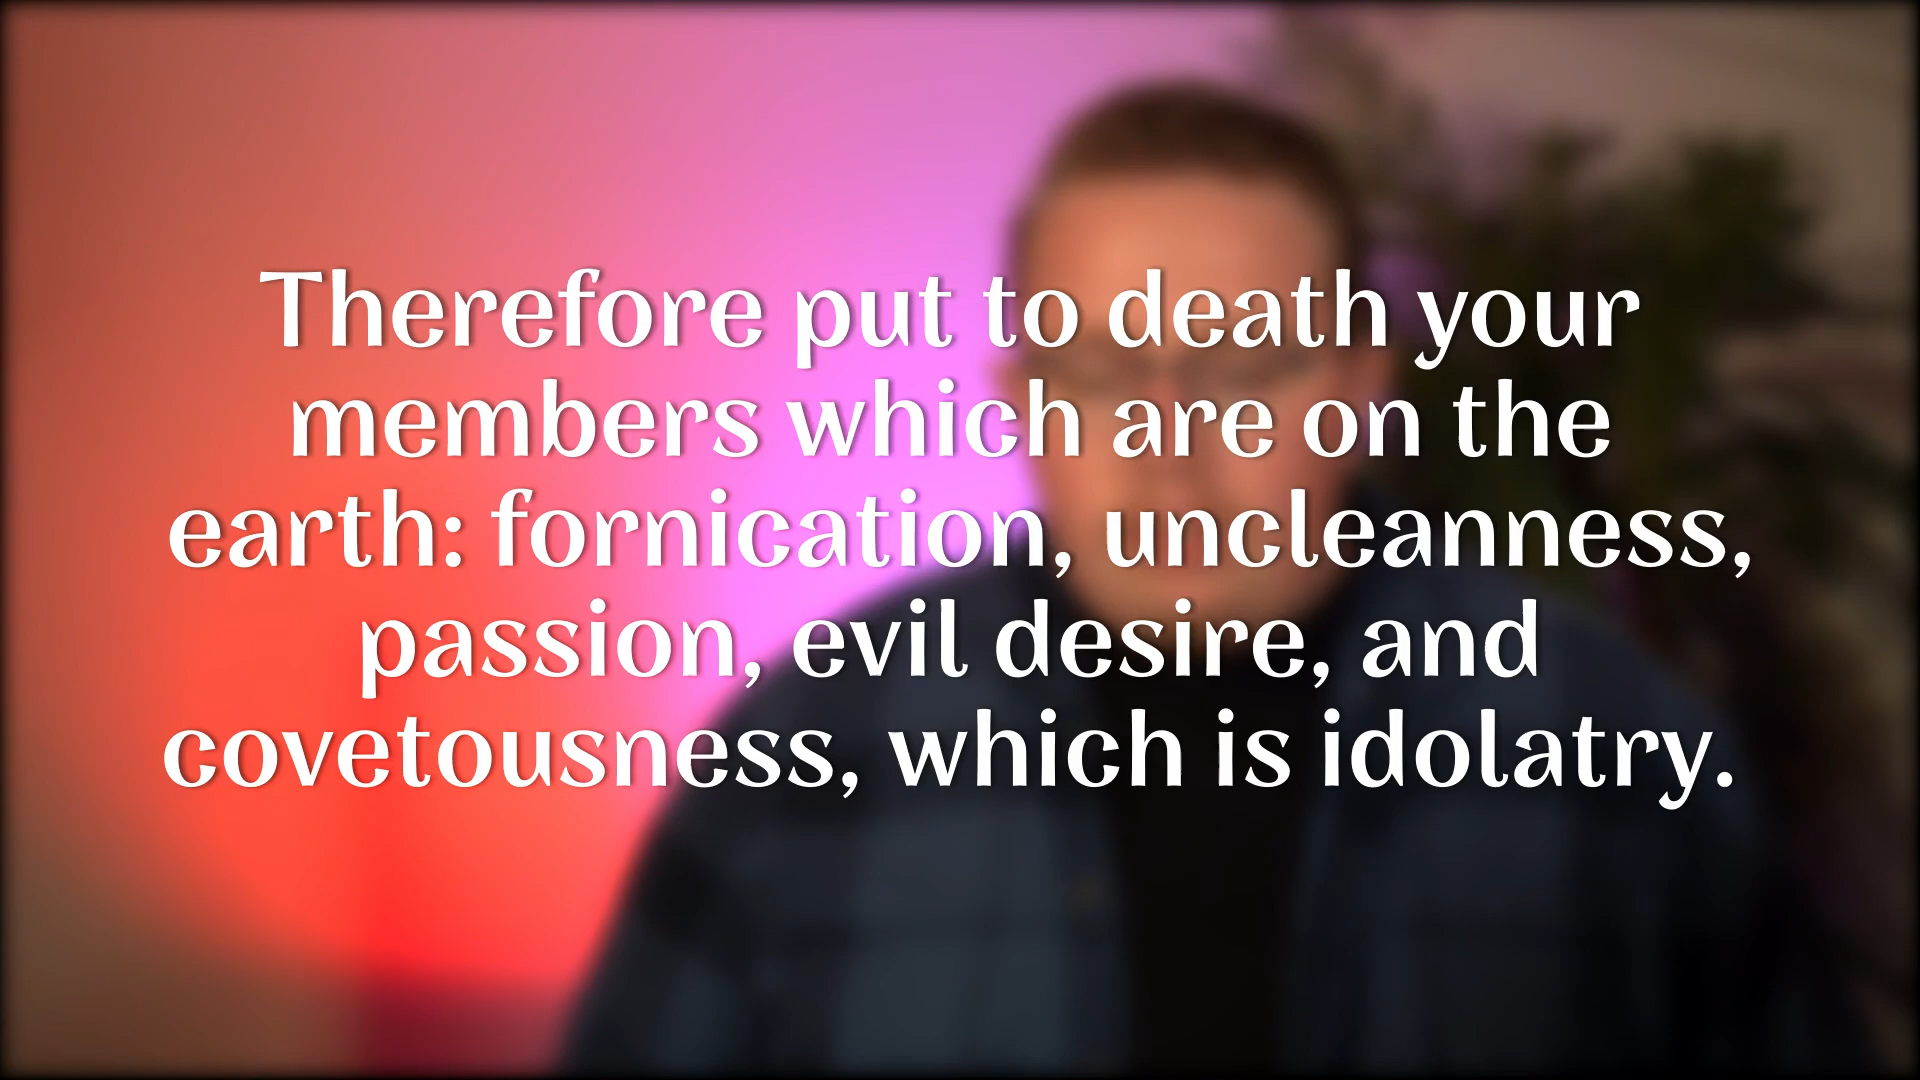 Therefore put to death your
members which are on the
earth: fornication, uncleanness,
passion, evil desire, and
covetousness, which is idolatry.